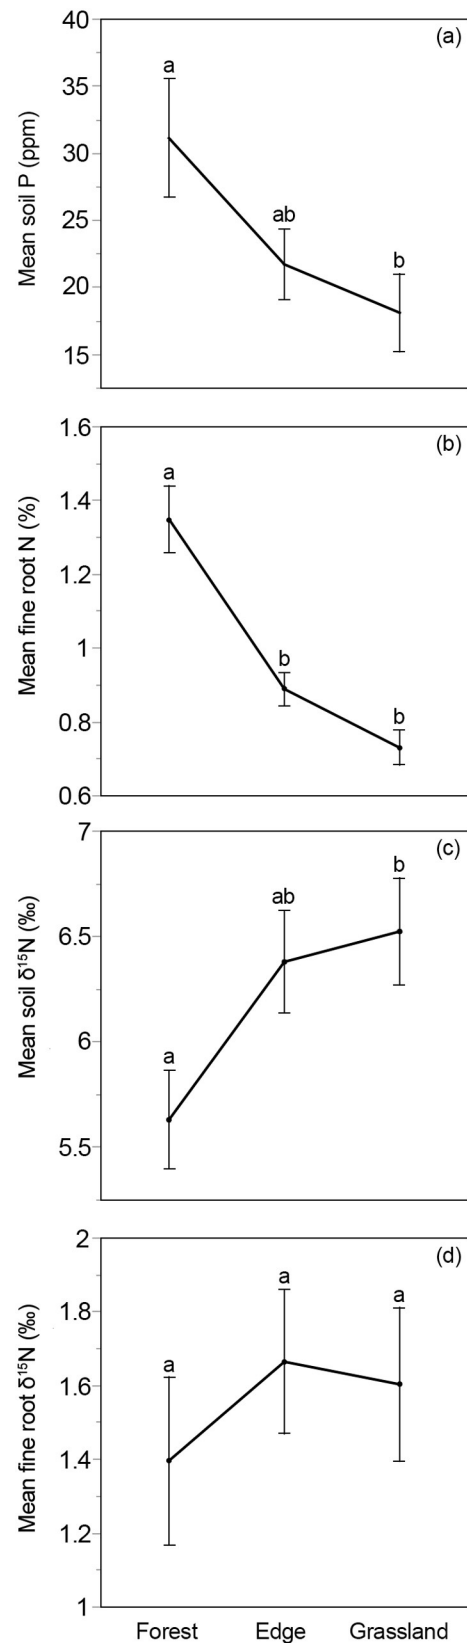 (a)
Mean soil P (ppm)
40
35
30
25
20
15
a
ab
b
(b)
Mean fine root N (%)
1.6
1.4
1.2
1
0.8
0.6
a
b
b
(c)
Mean soil δ¹⁵N (‰)
7
6.5
6
5.5
a
ab
b
(d)
Mean fine root δ¹⁵N (‰)
2
1.8
1.6
1.4
1.2
1
a
a
a
Forest Edge Grassland